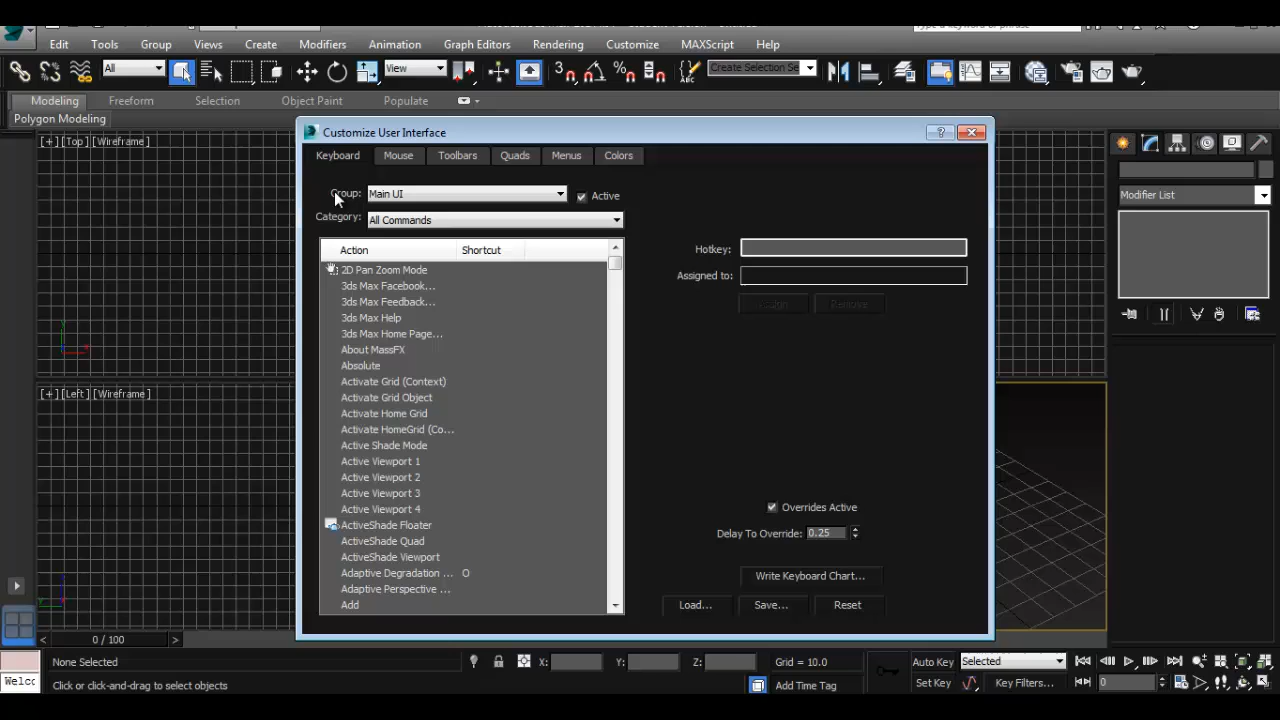 Edit Tools Group Views Create Modifiers Animation Graph Editors Rendering Customize MAXScript Help
All View Create Selection Se
Modeling Freeform Selection Object Paint Populate
Polygon Modeling
[+][Top][Wireframe]
Customize User Interface
Keyboard Mouse Toolbars Quads Menus Colors
Group: Main UI Active
Category: All Commands
Modifier List
Action Shortcut
Hotkey:
Assigned to:
Assign Remove
2D Pan Zoom Mode
3ds Max Facebook...
3ds Max Feedback...
3ds Max Help
3ds Max Home Page...
About MassFX
Absolute
Activate Grid (Context)
Activate Grid Object
Activate Home Grid
Activate HomeGrid (Co...
Active Shade Mode
Active Viewport 1
Active Viewport 2
Active Viewport 3
Active Viewport 4
ActiveShade Floater
ActiveShade Quad
ActiveShade Viewport
Adaptive Degradation ... O
Adaptive Perspective ...
Add
[+][Left][Wireframe]
Overrides Active
Delay To Override: 0.25
Write Keyboard Chart...
Load... Save... Reset
0 / 100
None Selected X: Y: Z: Grid = 10.0 Auto Key Selected
Welc Click or click-and-drag to select objects Add Time Tag Set Key Key Filters... 0